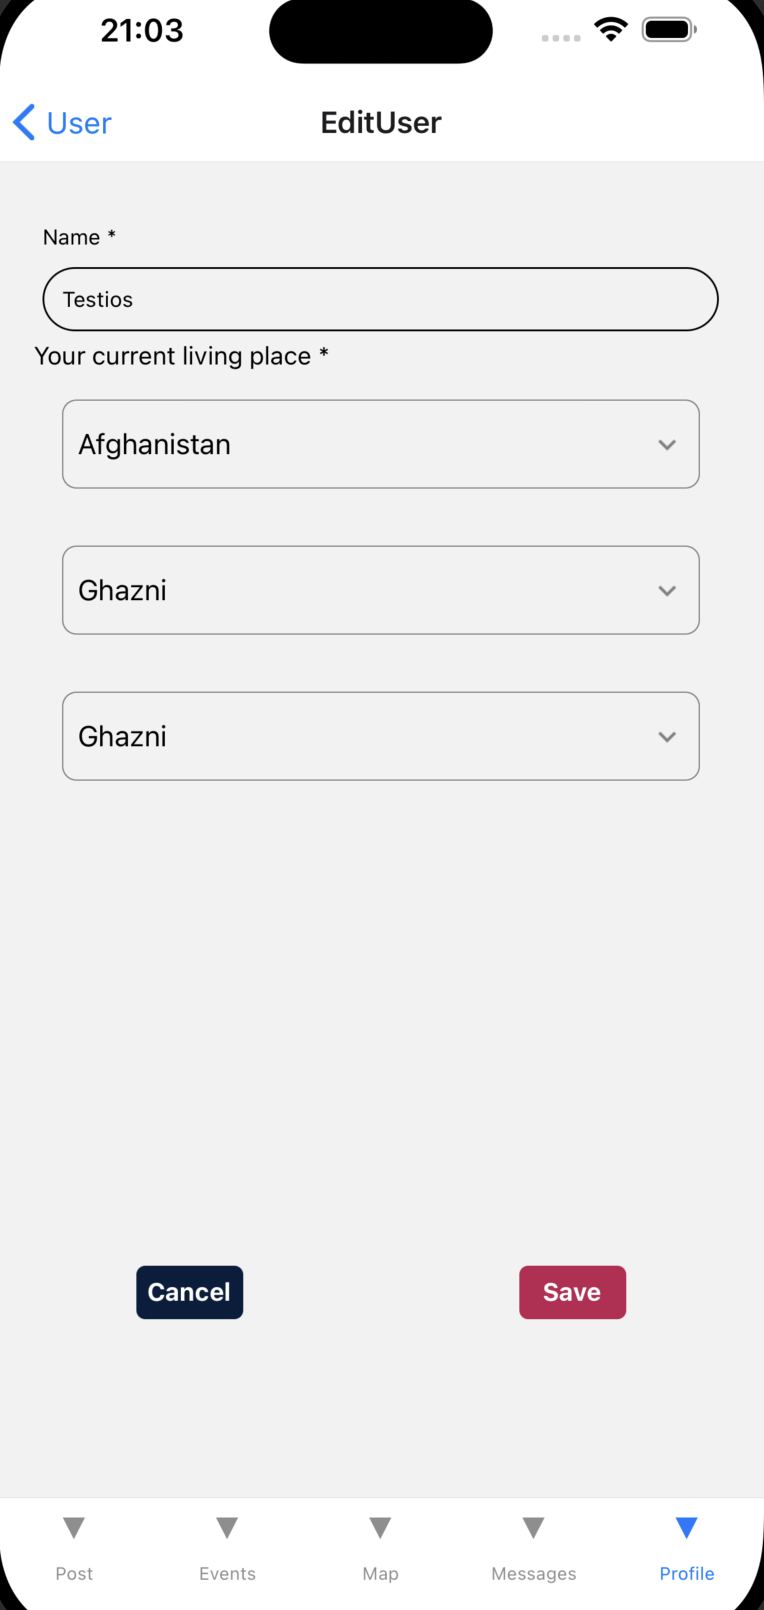 21:03
User
EditUser
Name *
Testios
Your current living place *
Afghanistan
Ghazni
Ghazni
Cancel
Save
Post
Events
Map
Messages
Profile